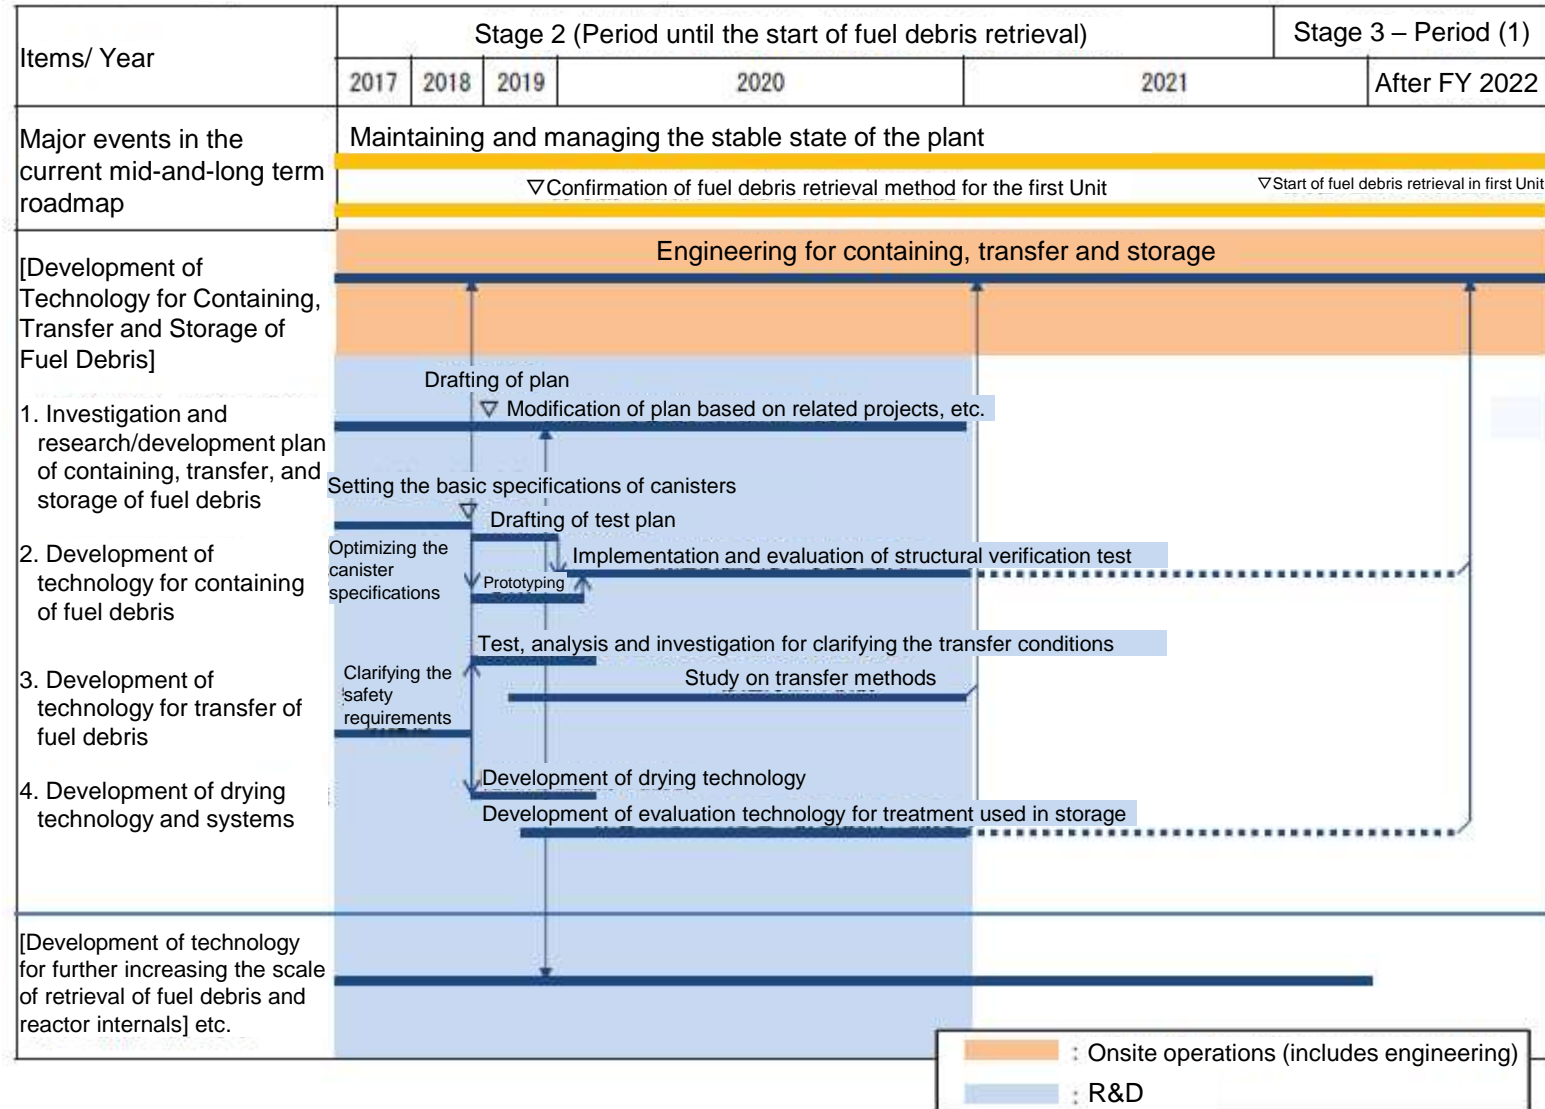 Items/ Year
Stage 2 (Period until the start of fuel debris retrieval)
Stage 3 – Period (1)
2017
2018
2019
2020
2021
After FY 2022
Major events in the
current mid-and-long term
roadmap
Maintaining and managing the stable state of the plant
▽Confirmation of fuel debris retrieval method for the first Unit
▽Start of fuel debris retrieval in first Unit
[Development of
Technology for Containing,
Transfer and Storage of
Fuel Debris]
Engineering for containing, transfer and storage
1. Investigation and
research/development plan
of containing, transfer, and
storage of fuel debris
Drafting of plan
▽ Modification of plan based on related projects, etc.
Setting the basic specifications of canisters
▽
Drafting of test plan
2. Development of
technology for containing
of fuel debris
Optimizing the
canister
specifications
Implementation and evaluation of structural verification test
Prototyping
3. Development of
technology for transfer of
fuel debris
Test, analysis and investigation for clarifying the transfer conditions
Clarifying the
safety
requirements
Study on transfer methods
4. Development of drying
technology and systems
Development of drying technology
Development of evaluation technology for treatment used in storage
[Development of technology
for further increasing the scale
of retrieval of fuel debris and
reactor internals] etc.
: Onsite operations (includes engineering)
: R&D